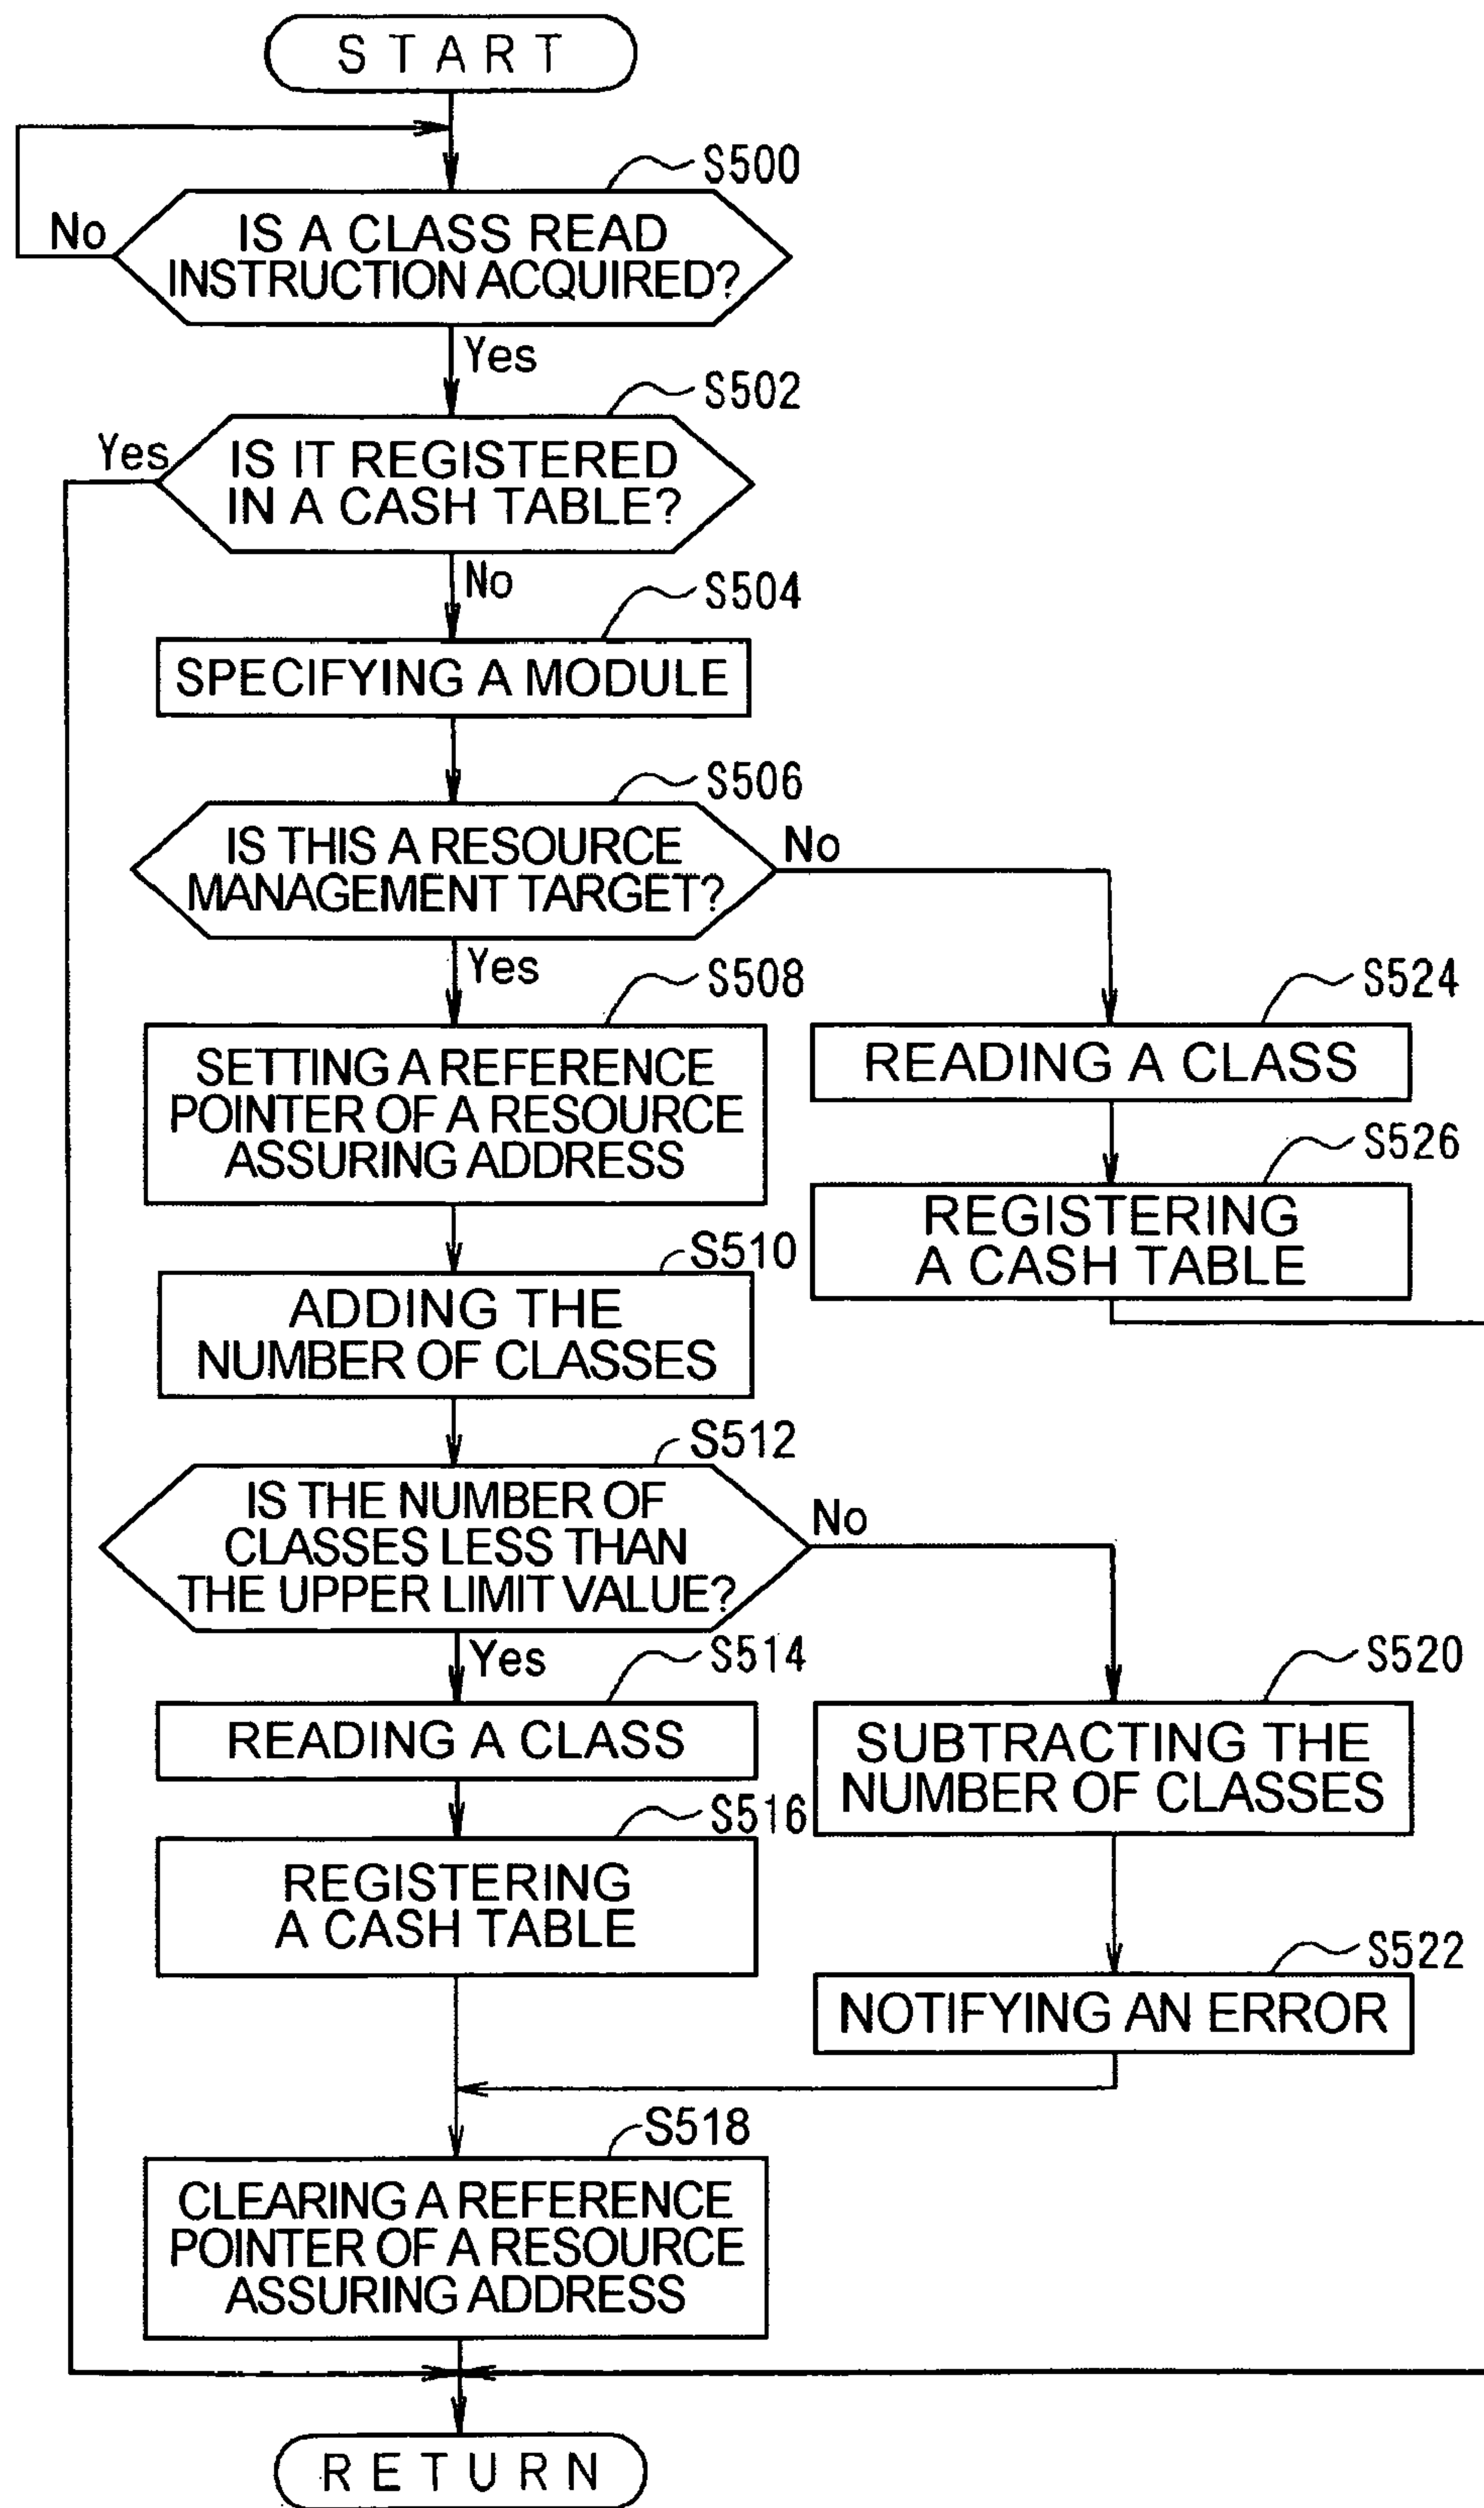 START
S500
No
IS A CLASS READ
INSTRUCTION ACQUIRED?
Yes
S502
Yes
IS IT REGISTERED
IN A CASH TABLE?
No
S504
SPECIFYING A MODULE
S506
IS THIS A RESOURCE
MANAGEMENT TARGET?
No
Yes
S508
SETTING A REFERENCE
POINTER OF A RESOURCE
ASSURING ADDRESS
S524
READING A CLASS
S526
REGISTERING
A CASH TABLE
S510
ADDING THE
NUMBER OF CLASSES
S512
IS THE NUMBER OF
CLASSES LESS THAN
THE UPPER LIMIT VALUE?
No
Yes
S514
READING A CLASS
S520
SUBTRACTING THE
NUMBER OF CLASSES
S516
REGISTERING
A CASH TABLE
S522
NOTIFYING AN ERROR
S518
CLEARING A REFERENCE
POINTER OF A RESOURCE
ASSURING ADDRESS
RETURN